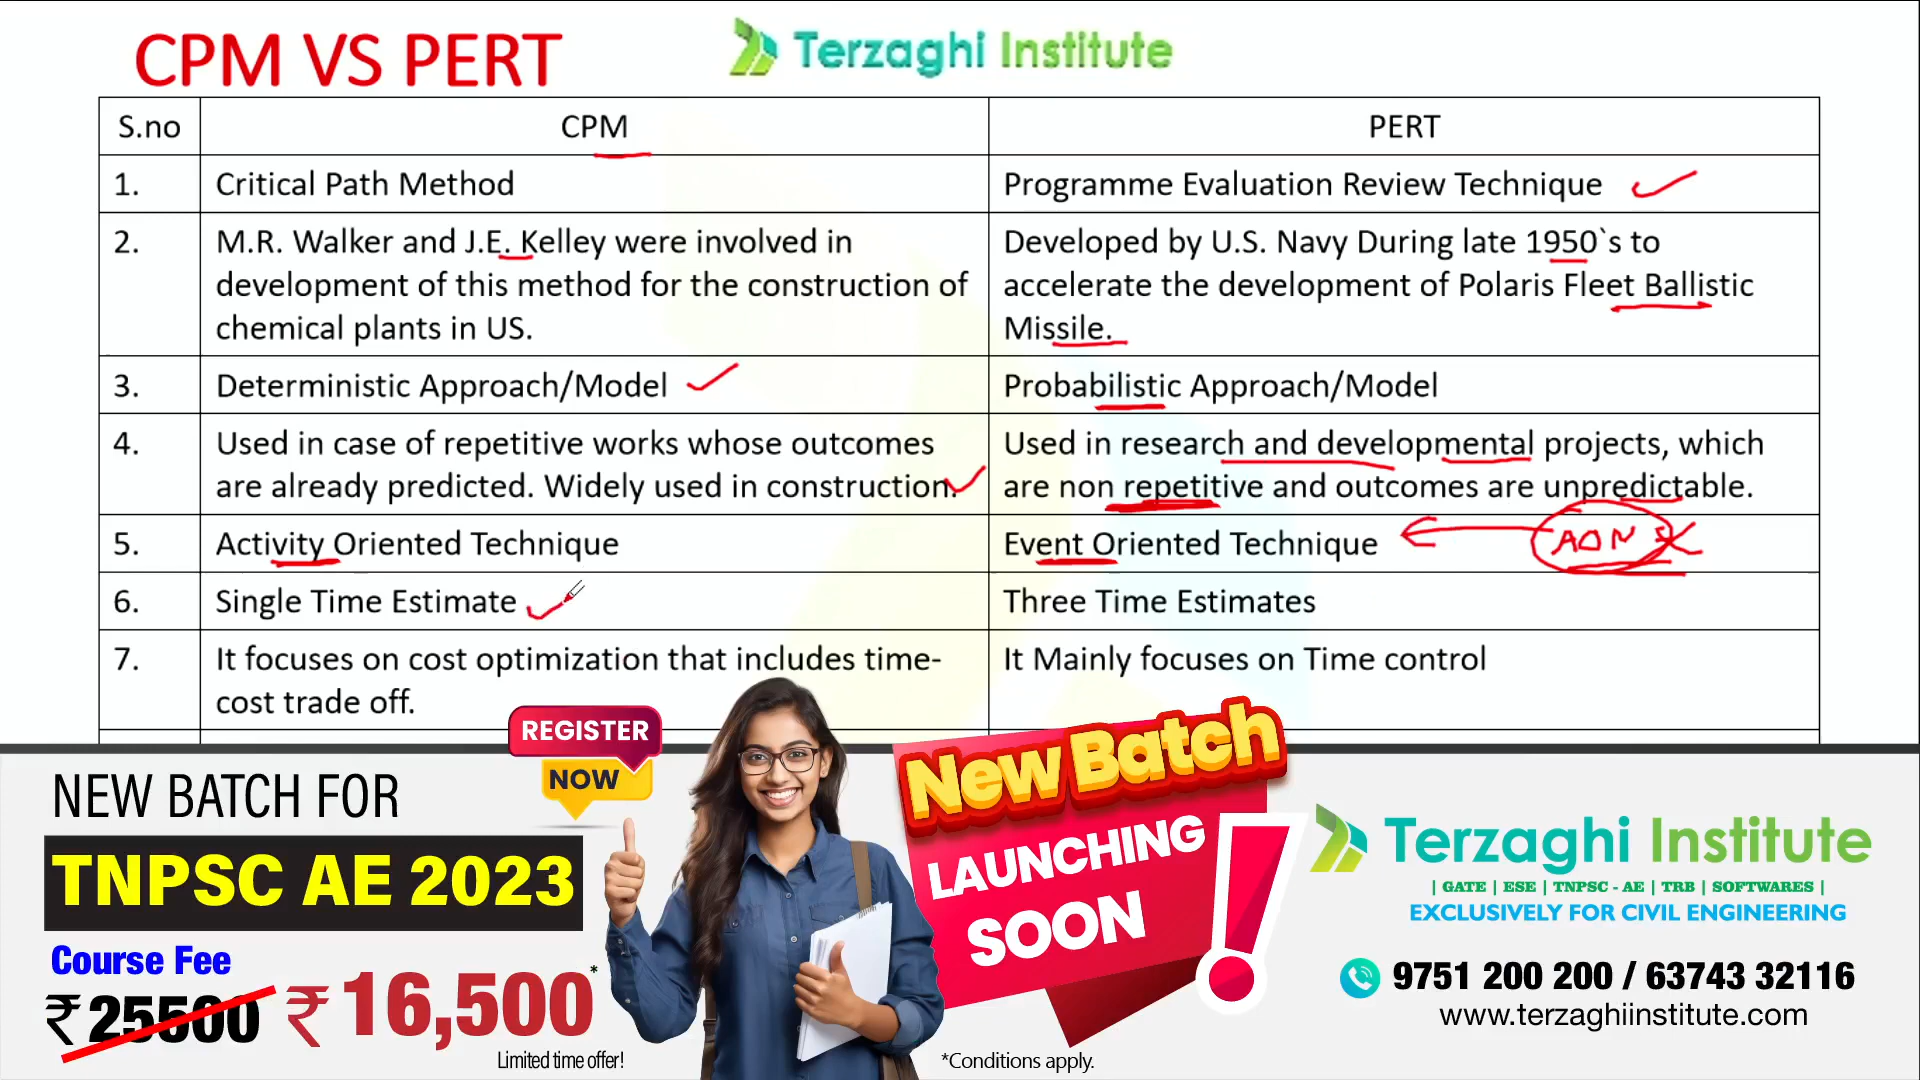 CPM VS PERT
Terzaghi Institute
S.no CPM PERT
1. Critical Path Method Programme Evaluation Review Technique
2. M.R. Walker and J.E. Kelley were involved in
development of this method for the construction of
chemical plants in US.
Developed by U.S. Navy During late 1950`s to
accelerate the development of Polaris Fleet Ballistic
Missile.
3. Deterministic Approach/Model Probabilistic Approach/Model
4. Used in case of repetitive works whose outcomes
are already predicted. Widely used in construction.
Used in research and developmental projects, which
are non repetitive and outcomes are unpredictable.
5. Activity Oriented Technique Event Oriented Technique AON
6. Single Time Estimate Three Time Estimates
7. It focuses on cost optimization that includes time-
cost trade off.
It Mainly focuses on Time control
REGISTER
NOW
NEW BATCH FOR
TNPSC AE 2023
Course Fee
₹25500 ₹16,500*
Limited time offer!
New Batch
LAUNCHING
SOON
*Conditions apply.
Terzaghi Institute
| GATE | ESE | TNPSC - AE | TRB | SOFTWARES |
EXCLUSIVELY FOR CIVIL ENGINEERING
9751 200 200 / 63743 32116
www.terzaghiinstitute.com